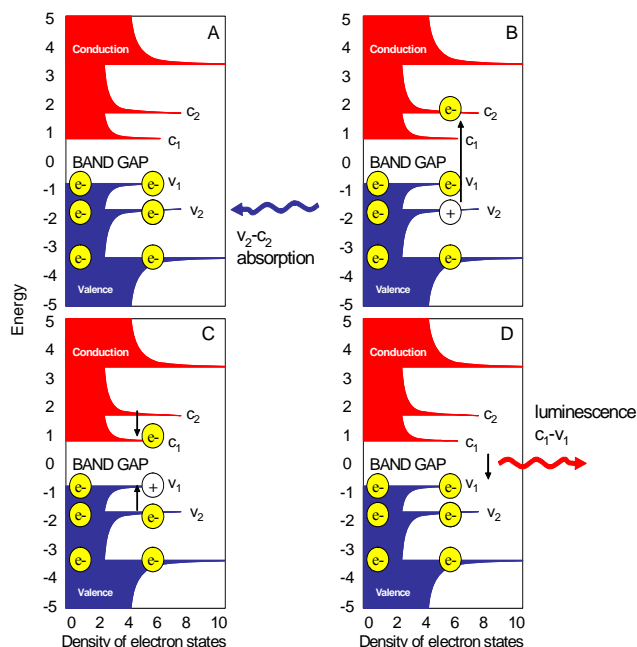 5
4
3
2
1
0
-1
-2
-3
-4
-5
A
Conduction
c2
c1
BAND GAP
e-
e-
v1
e-
e-
v2
e-
e-
Valence
v2-c2
absorption
5
4
3
2
1
0
-1
-2
-3
-4
-5
B
Conduction
e-
c2
c1
BAND GAP
e-
e-
v1
e-
+
v2
e-
e-
Valence
Energy
5
4
3
2
1
0
-1
-2
-3
-4
-5
C
Conduction
c2
e-
c1
BAND GAP
e-
+
v1
e-
e-
v2
e-
e-
Valence
0 2 4 6 8 10
Density of electron states
5
4
3
2
1
0
-1
-2
-3
-4
-5
D
Conduction
c2
c1
BAND GAP
e-
e-
v1
e-
e-
v2
e-
e-
Valence
luminescence
c1-v1
0 2 4 6 8 10
Density of electron states